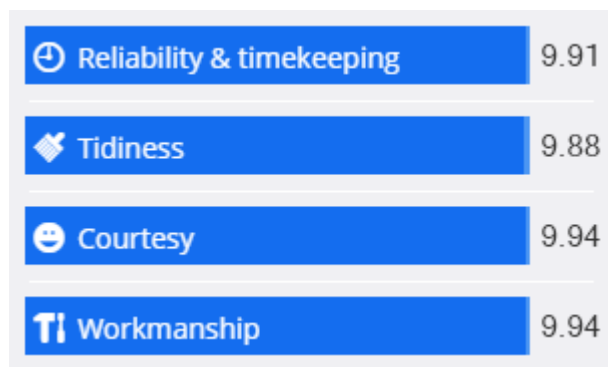 Reliability & timekeeping 9.91
Tidiness 9.88
Courtesy 9.94
Workmanship 9.94